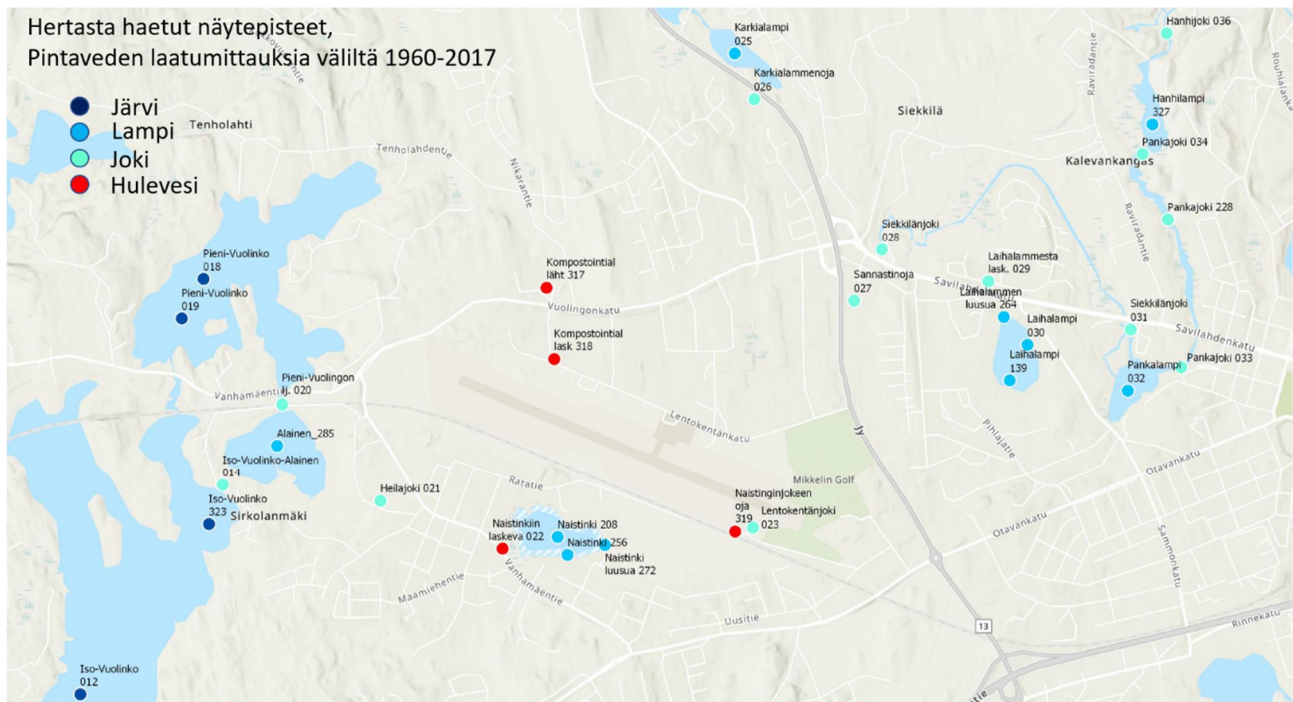 Hertasta haetut näytepisteet,
Pintaveden laatumittauksia väliltä 1960-2017
Järvi
Lampi
Joki
Hulevesi
Tenholahti
Tenholahdentie
Nikarantie
Karkialampi
025
Karkialammenoja
026
Siekkilä
Raviradantie
Hanhijoki 036
Hanhilampi
327
Pankajoki 034
Kalevankangas
Pankajoki 228
Raviradantie
Pieni-Vuolinko
018
Pieni-Vuolinko
019
Kompostointial
läht 317
Vuolingonkatu
Kompostointial
lask 318
Siekkilänjoki
028
Sannastinoja
027
Laihalammesta
lask. 029
Laihalammen
luusua 264
Laihalampi
030
Laihalampi
139
Siekkilänjoki
031
Savilahdenkatu
Pankalampi
032
Pankajoki 033
Pieni-Vuolingon
lj. 020
Vanhamäentie
Alainen_285
Iso-Vuolinko-Alainen
014
Iso-Vuolinko
323
Sirkolanmäki
Heilajoki 021
Ratatie
Lentokentänkatu
Jy
Mikkelin Golf
Pihlajatie
Otavankatu
Otavankatu
Sammonkatu
Naistinkiin
laskeva 022
Naistinki 208
Naistinki 256
Naistinki
luusua 272
Naistinginjokeen
oja
319
Lentokentänjoki
023
Maamiehentie
Vanhamäentie
Uusitie
13
Rinnekatu
Iso-Vuolinko
012